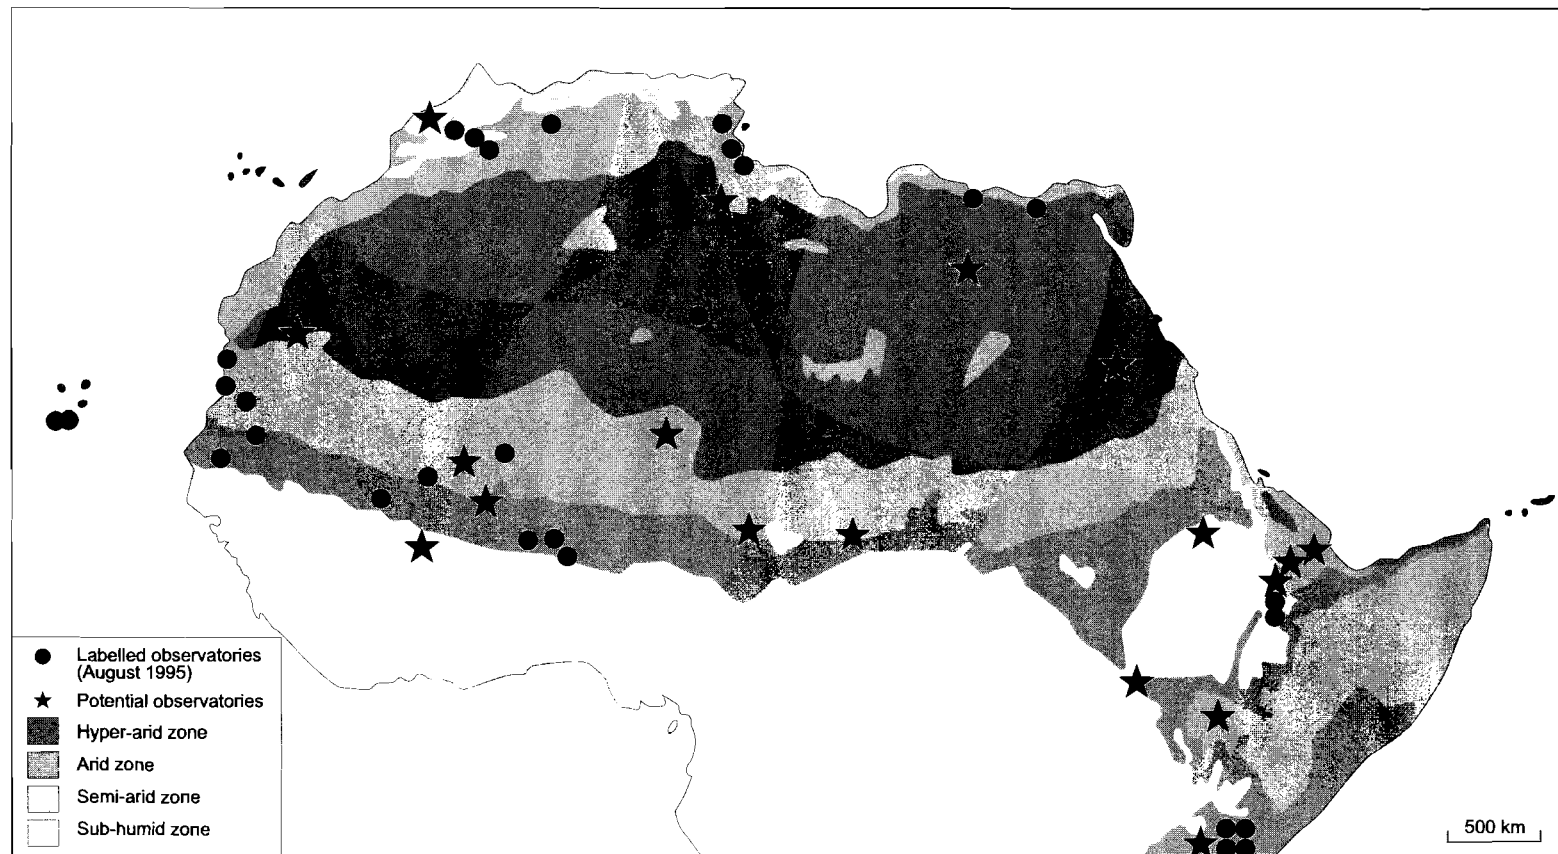 Labelled observatories
(August 1995)
Potential observatories
Hyper-arid zone
Arid zone
Semi-arid zone
Sub-humid zone
500 km